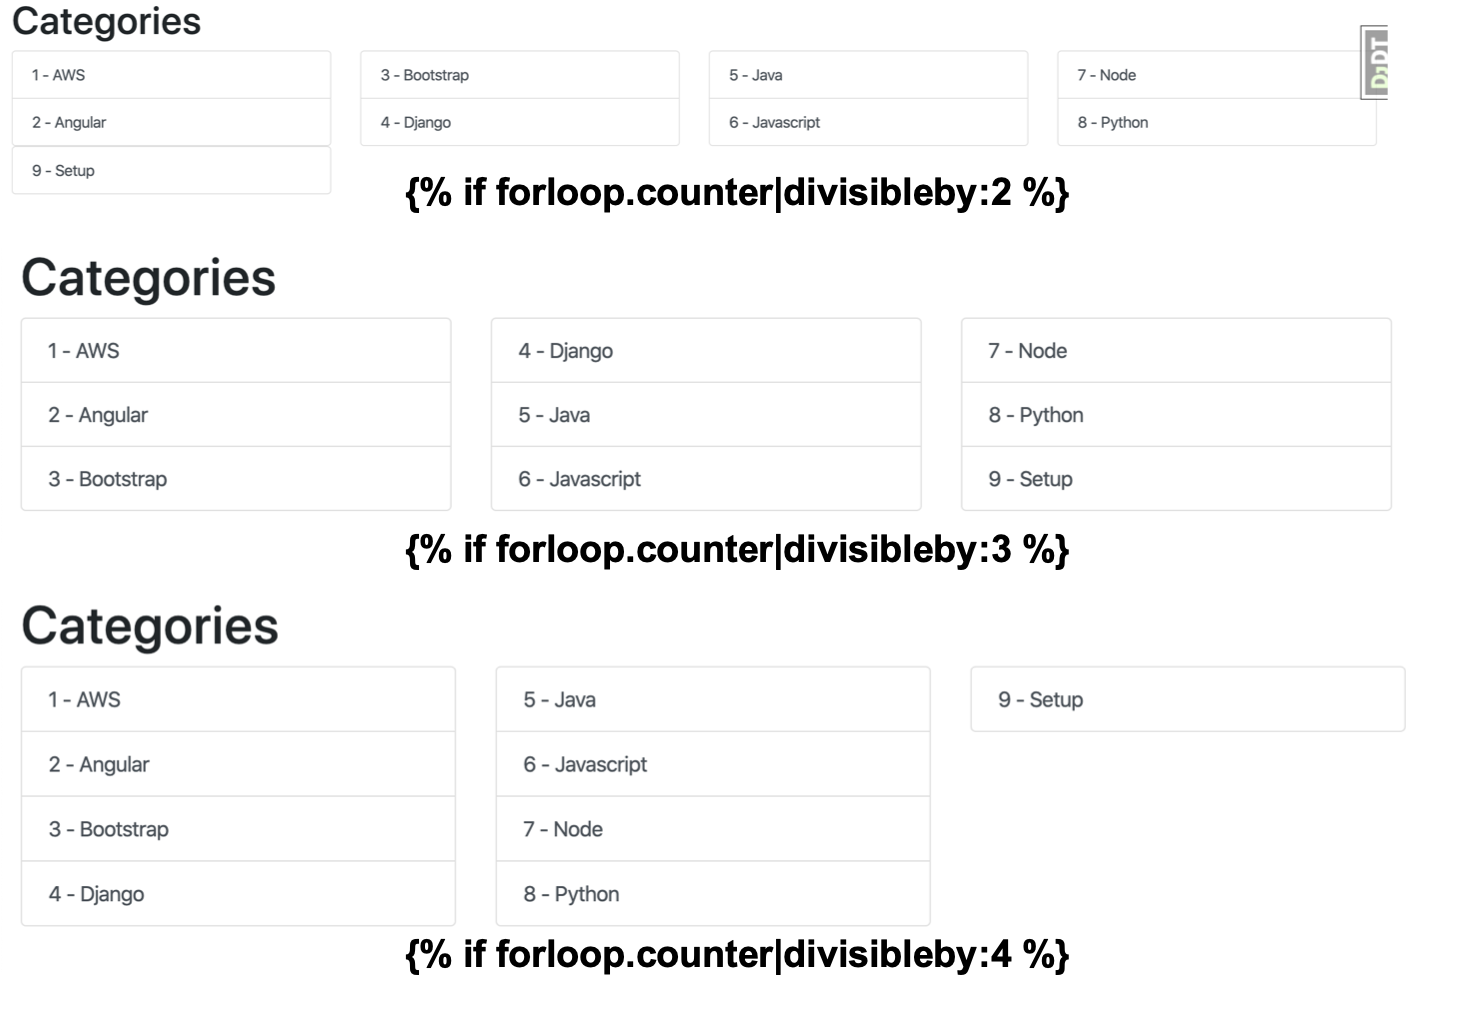 Categories
1 - AWS
2 - Angular
9 - Setup
3 - Bootstrap
4 - Django
5 - Java
6 - Javascript
7 - Node
8 - Python
DJDT
{% if forloop.counter|divisibleby:2 %}
Categories
1 - AWS
2 - Angular
3 - Bootstrap
4 - Django
5 - Java
6 - Javascript
7 - Node
8 - Python
9 - Setup
{% if forloop.counter|divisibleby:3 %}
Categories
1 - AWS
2 - Angular
3 - Bootstrap
4 - Django
5 - Java
6 - Javascript
7 - Node
8 - Python
9 - Setup
{% if forloop.counter|divisibleby:4 %}